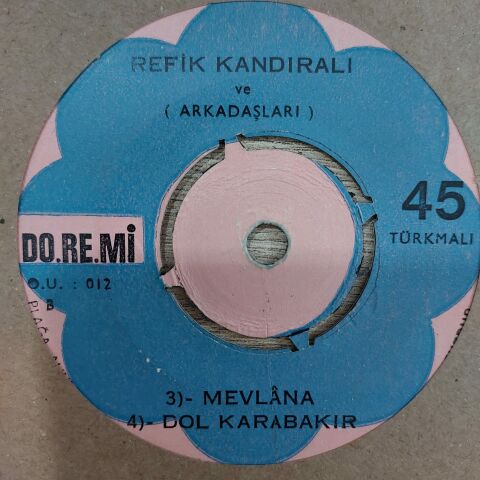 REFİK KANDIRALI
ve
( ARKADAŞLARI )
45
TÜRKMALI
DO.RE.Mİ
O.U. : 012
B
3)- MEVLÂNA
4)- DOL KARABAKIR